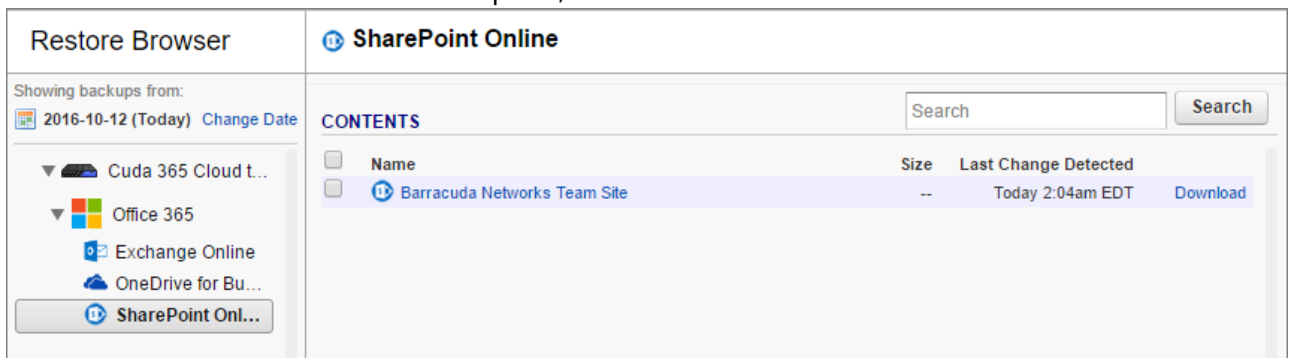 Restore Browser
SharePoint Online
Showing backups from:
2016-10-12 (Today) Change Date
Cuda 365 Cloud t...
Office 365
Exchange Online
OneDrive for Bu...
SharePoint Onl...
CONTENTS
Search
Search
Name Size Last Change Detected
Barracuda Networks Team Site -- Today 2:04am EDT Download